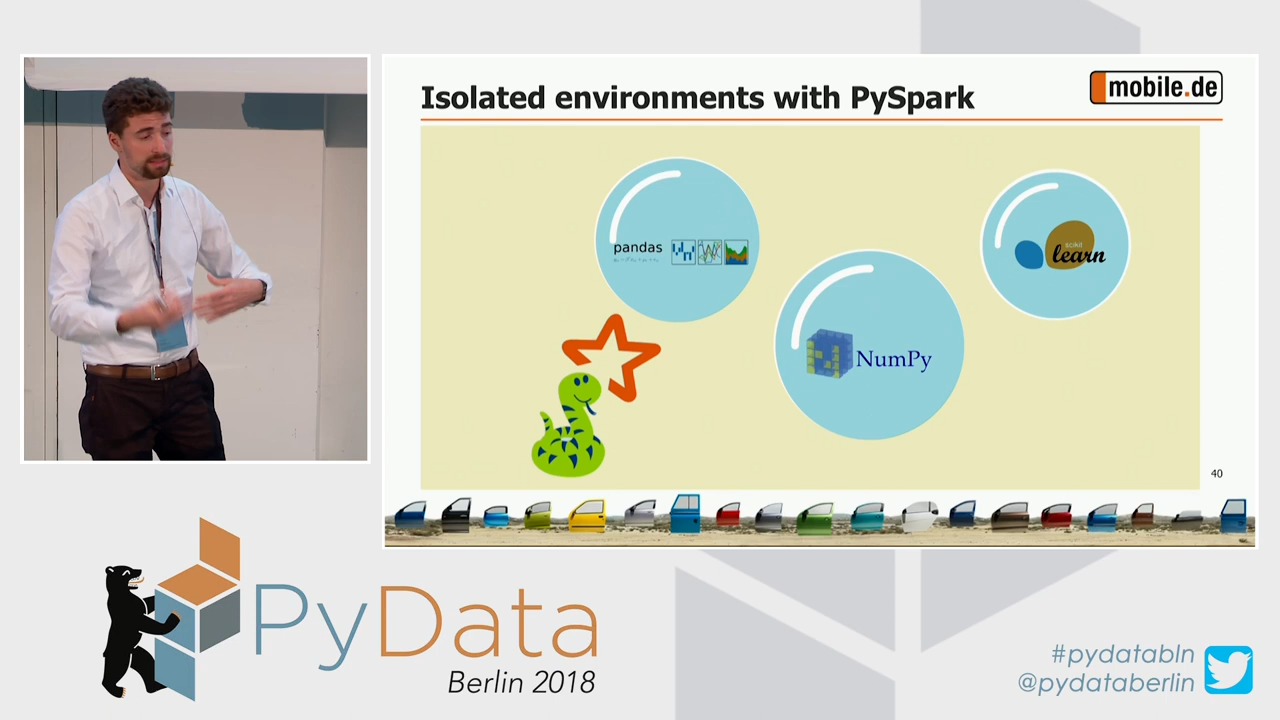 Isolated environments with PySpark
mobile.de
pandas
scikit
learn
NumPy
40
PyData
Berlin 2018
#pydatabln
@pydataberlin